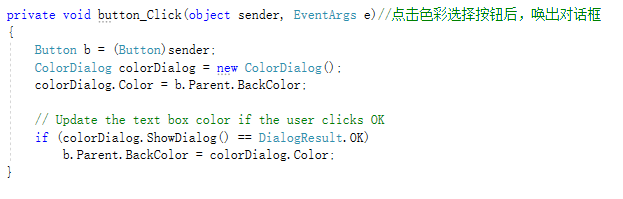 private void button_Click(object sender, EventArgs e)//点击色彩选择按钮后，唤出对话框
{
    Button b = (Button)sender;
    ColorDialog colorDialog = new ColorDialog();
    colorDialog.Color = b.Parent.BackColor;

    // Update the text box color if the user clicks OK
    if (colorDialog.ShowDialog() == DialogResult.OK)
        b.Parent.BackColor = colorDialog.Color;
}